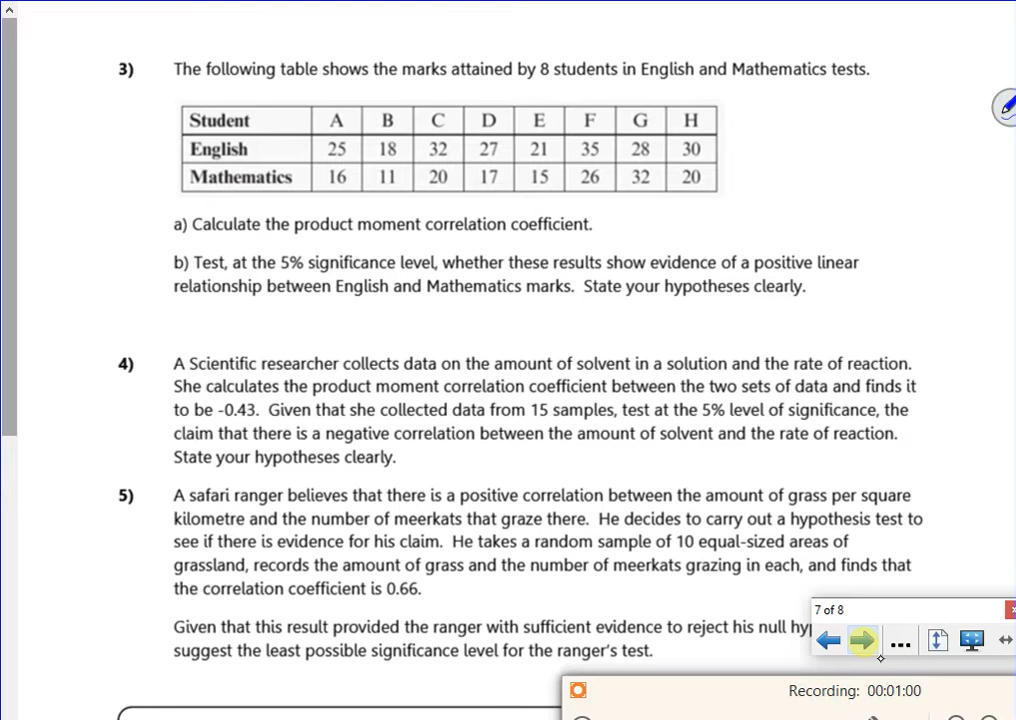 3) The following table shows the marks attained by 8 students in English and Mathematics tests.
Student A B C D E F G H
English 25 18 32 27 21 35 28 30
Mathematics 16 11 20 17 15 26 32 20
a) Calculate the product moment correlation coefficient.
b) Test, at the 5% significance level, whether these results show evidence of a positive linear
relationship between English and Mathematics marks. State your hypotheses clearly.
4) A Scientific researcher collects data on the amount of solvent in a solution and the rate of reaction.
She calculates the product moment correlation coefficient between the two sets of data and finds it
to be -0.43. Given that she collected data from 15 samples, test at the 5% level of significance, the
claim that there is a negative correlation between the amount of solvent and the rate of reaction.
State your hypotheses clearly.
5) A safari ranger believes that there is a positive correlation between the amount of grass per square
kilometre and the number of meerkats that graze there. He decides to carry out a hypothesis test to
see if there is evidence for his claim. He takes a random sample of 10 equal-sized areas of
grassland, records the amount of grass and the number of meerkats grazing in each, and finds that
the correlation coefficient is 0.66.
7 of 8
Given that this result provided the ranger with sufficient evidence to reject his null hyp
suggest the least possible significance level for the ranger's test.
...
Recording: 00:01:00